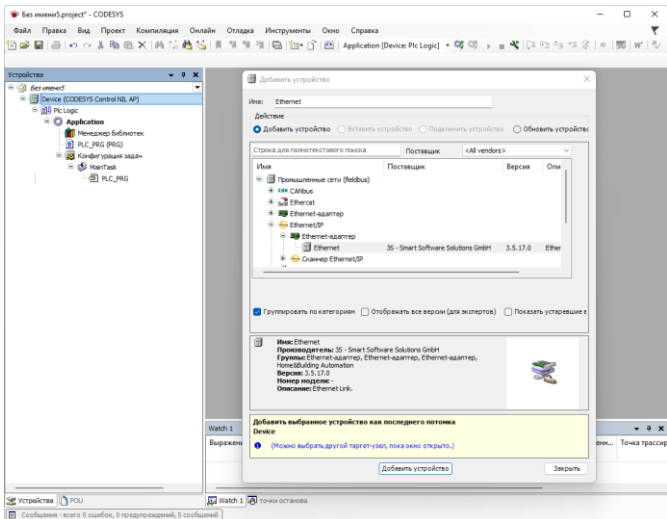 Без имени5.project* - CODESYS
Файл Правка Вид Проект Компиляция Онлайн Отладка Инструменты Окно Справка
Application [Device: Plc Logic]
Устройства
Без имени5
Device (CODESYS Control NIL AP)
Plc Logic
Application
Менеджер библиотек
PLC_PRG (PRG)
Конфигурация задач
MainTask
PLC_PRG
Добавить устройство
Имя: Ethernet
Действие
Добавить устройство Вставить устройство Подключить устройство Обновить устройство
Строка для полнотекстового поиска Поставщик <All vendors>
Имя Поставщик Версия Опи
Промышленные сети (fieldbus)
CAN CANbus
Ethercat
Ethernet-адаптер
Ethernet/IP
Ethernet-адаптер
Ethernet 3S - Smart Software Solutions GmbH 3.5.17.0 Ether
Сканнер Ethernet/IP
Группировать по категориям Отображать все версии (для экспертов) Показать устаревшие в
Имя: Ethernet
Производитель: 3S - Smart Software Solutions GmbH
Группы: Ethernet-адаптер, Ethernet-адаптер, Ethernet-адаптер,
Home&Building Automation
Версия: 3.5.17.0
Номер модели: -
Описание: Ethernet Link.
Добавить выбранное устройство как последнего потомка
Device
(Можно выбрать другой таргет-узел, пока окно открыто.)
Добавить устройство Закрыть
Watch 1
Выражени Точка трассир
Устройства POU Watch 1 точки останова
Сообщения - всего 0 ошибок, 0 предупреждений, 5 сообщений